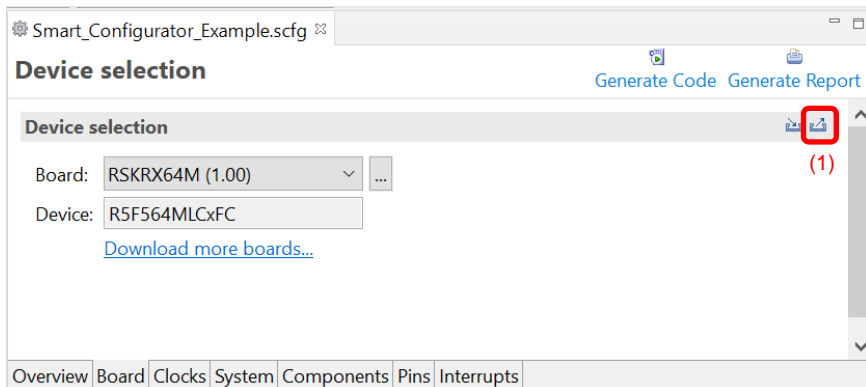 Smart_Configurator_Example.scfg
Device selection
Generate Code Generate Report
Device selection
(1)
Board: RSKRX64M (1.00) ...
Device: R5F564MLCxFC
Download more boards...
Overview Board Clocks System Components Pins Interrupts